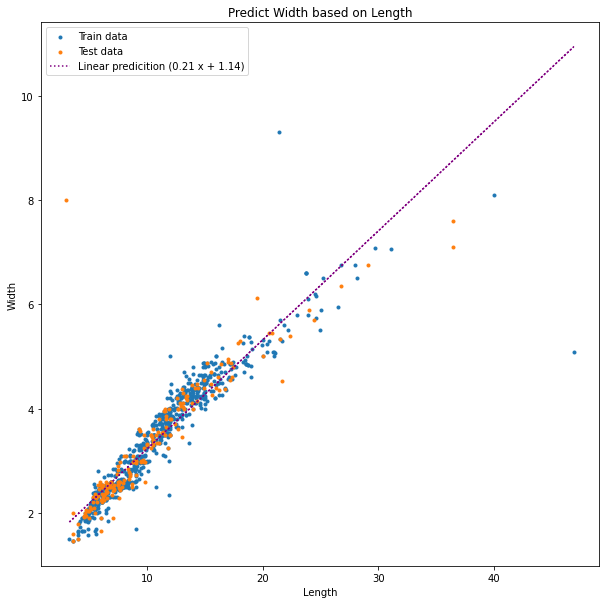 Predict Width based on Length
Train data
Test data
Linear predicition (0.21 x + 1.14)
10
8
6
4
2
Width
10
20
30
40
Length